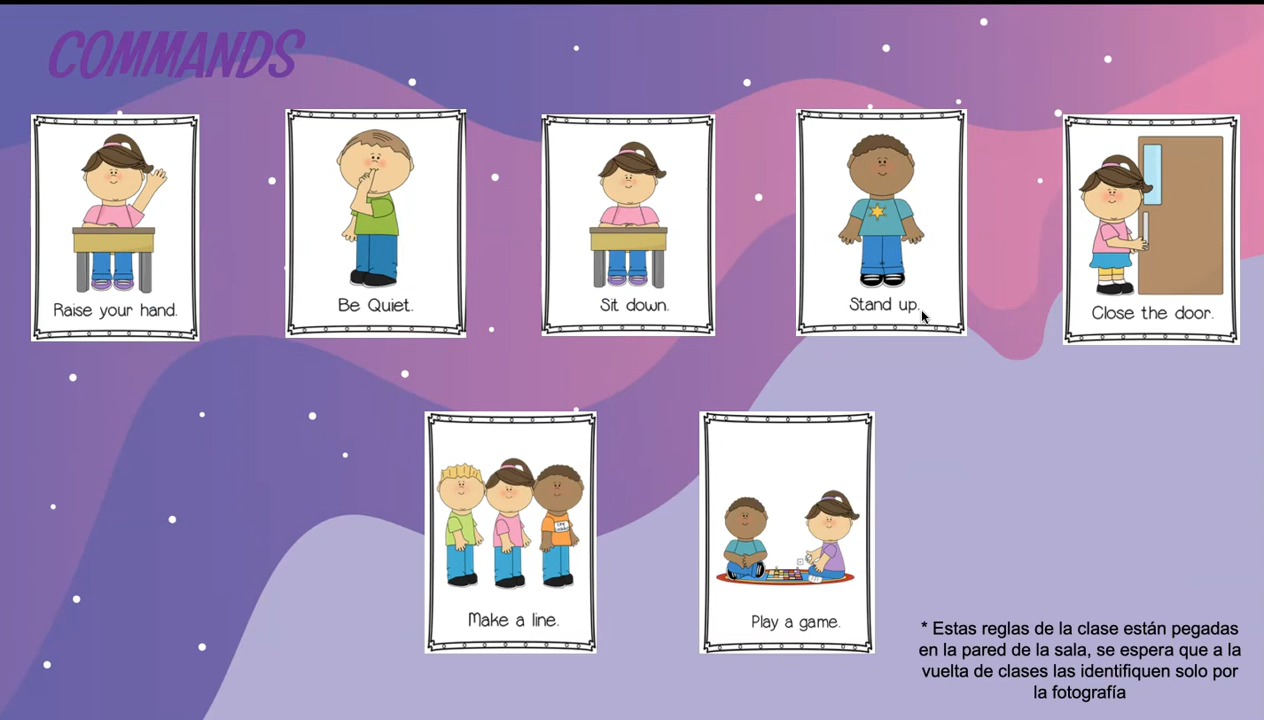 COMMANDS
Raise your hand.
Be Quiet.
Sit down.
Stand up.
Close the door.
Make a line.
Play a game.
* Estas reglas de la clase están pegadas
en la pared de la sala, se espera que a la
vuelta de clases las identifiquen solo por
la fotografía